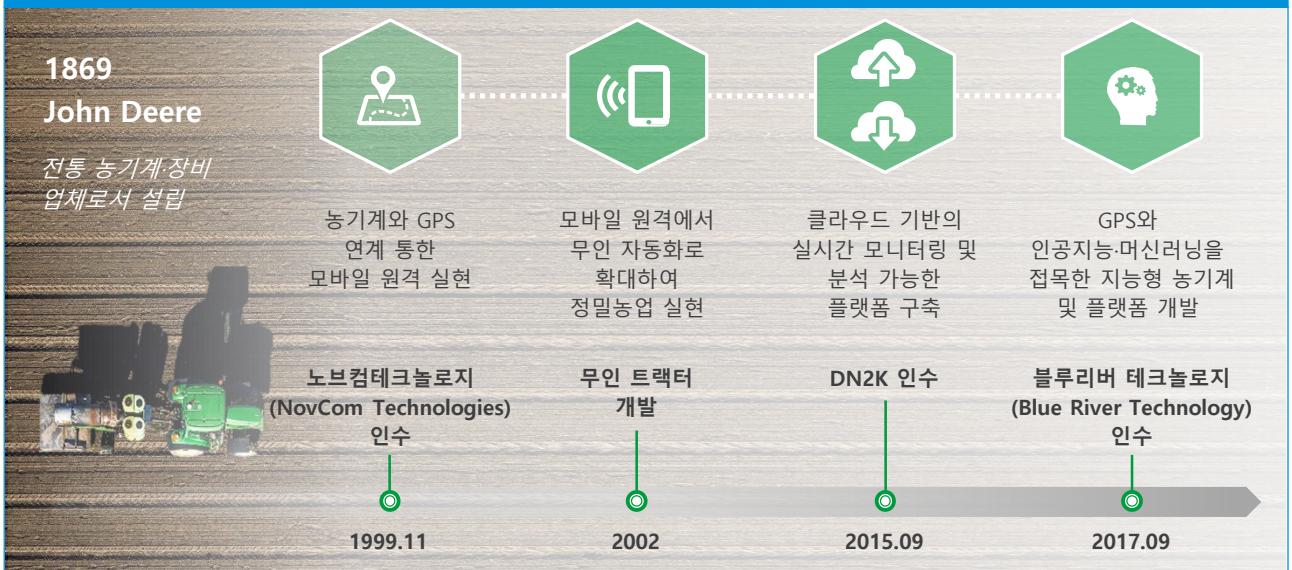 1869
John Deere
전통 농기계·장비
업체로서 설립
농기계와 GPS
연계 통한
모바일 원격 실현
모바일 원격에서
무인 자동화로
확대하여
정밀농업 실현
클라우드 기반의
실시간 모니터링 및
분석 가능한
플랫폼 구축
GPS와
인공지능·머신러닝을
접목한 지능형 농기계
및 플랫폼 개발
노브컴테크놀로지
(NovCom Technologies)
인수
무인 트랙터
개발
DN2K 인수
블루리버 테크놀로지
(Blue River Technology)
인수
1999.11
2002
2015.09
2017.09